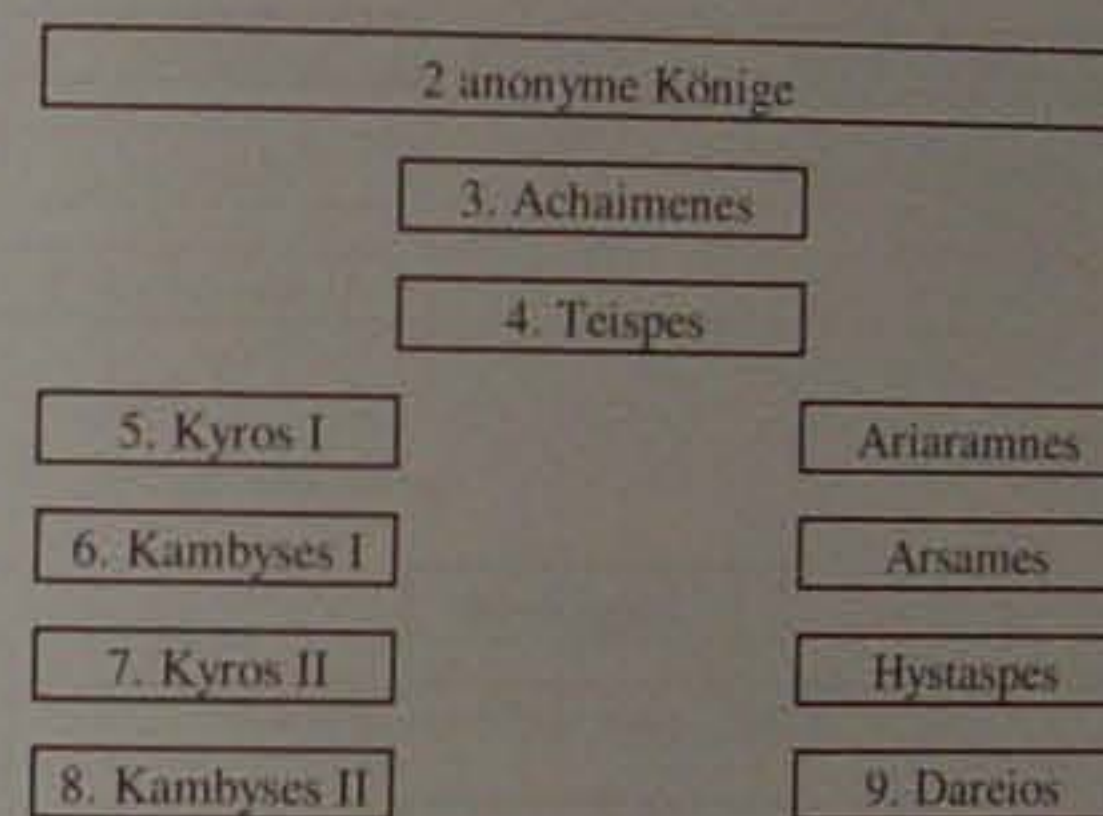 2 anonyme Könige
3. Achaimenes
4. Teispes
5. Kyros I
Ariaramnes
6. Kambyses I
Arsames
7. Kyros II
Hystaspes
8. Kambyses II
9. Dareios